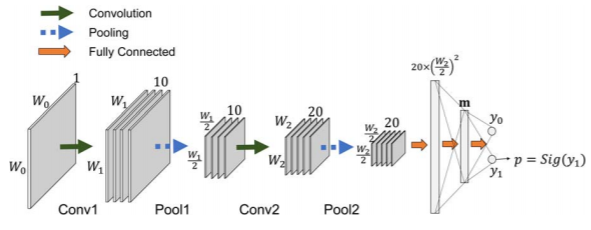 Convolution
Pooling
Fully Connected
1
W₀
W₀
Conv1
10
W₁
W₁
Pool1
10
W₁/2
W₁/2
Conv2
20
W₂
W₂
Pool2
20
W₂/2
W₂/2
20×(W₂/2)²
m
y₀
y₁
p = Sig(y₁)